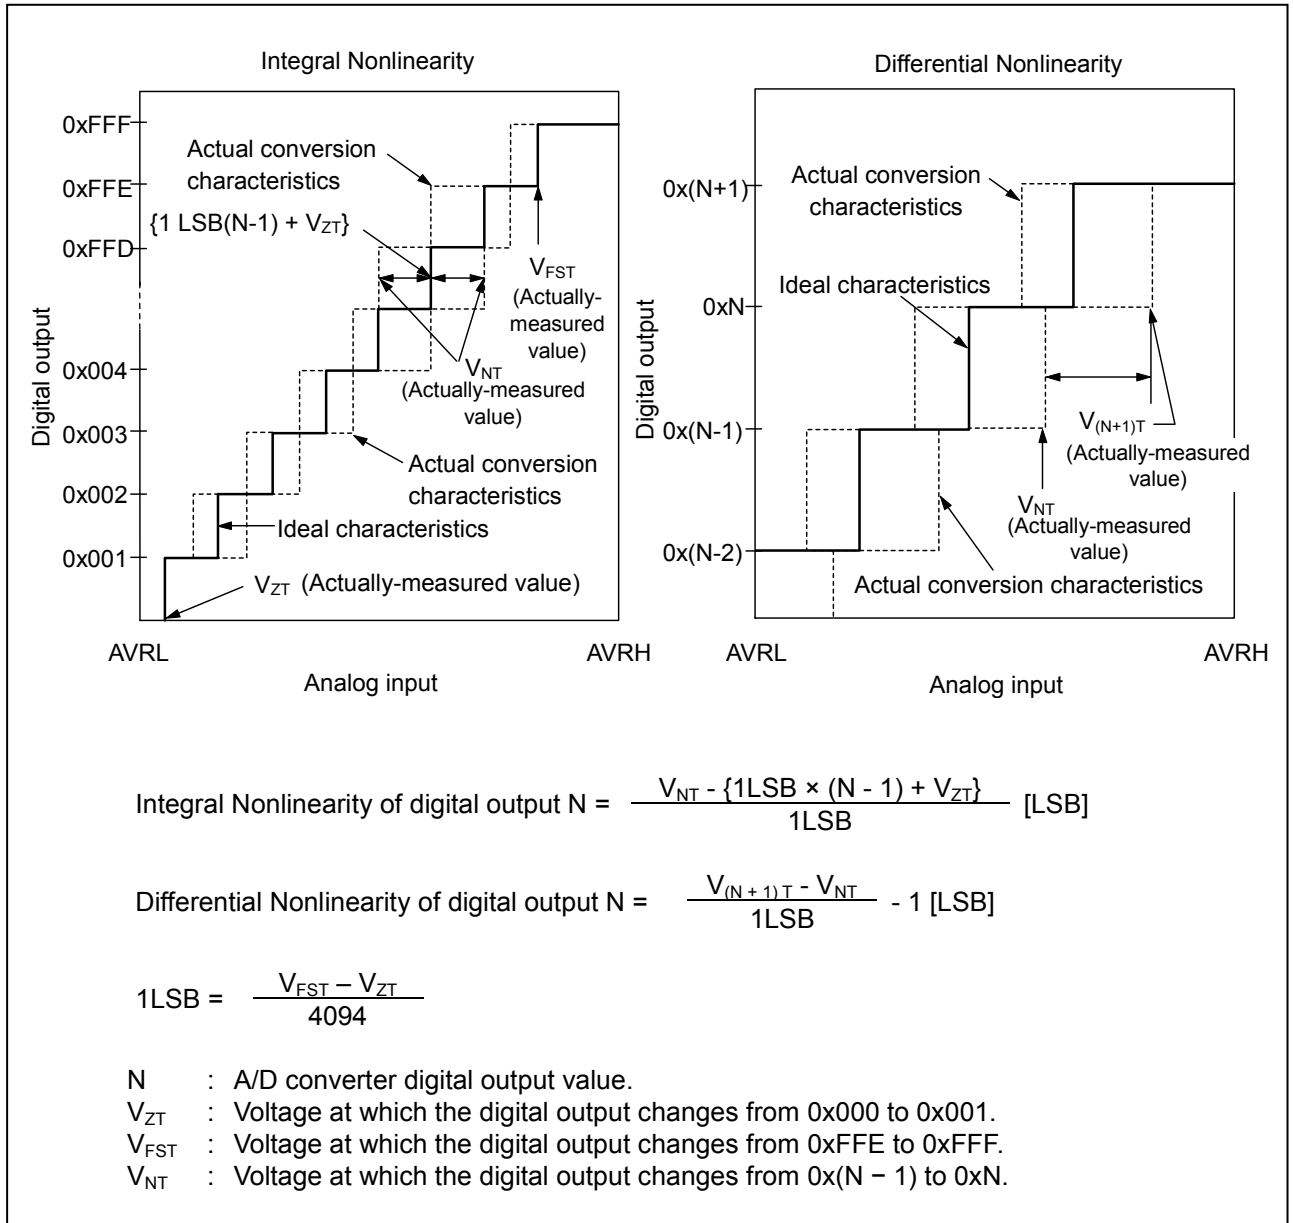 Integral Nonlinearity
0xFFF
0xFFE
0xFFD
0x004
0x003
0x002
0x001
Digital output
Actual conversion
characteristics
{1 LSB(N-1) + VZT}
VFST
(Actually-
measured
value)
VNT
(Actually-measured
value)
Actual conversion
characteristics
Ideal characteristics
VZT (Actually-measured value)
AVRL
AVRH
Analog input
Differential Nonlinearity
0x(N+1)
0xN
0x(N-1)
0x(N-2)
Digital output
Actual conversion
characteristics
Ideal characteristics
V(N+1)T
(Actually-measured
value)
VNT
(Actually-measured
value)
Actual conversion characteristics
AVRL
AVRH
Analog input
Integral Nonlinearity of digital output N =
VNT - {1LSB × (N - 1) + VZT}
1LSB
[LSB]
Differential Nonlinearity of digital output N =
V(N + 1) T - VNT
1LSB
- 1 [LSB]
1LSB =
VFST – VZT
4094
N : A/D converter digital output value.
VZT : Voltage at which the digital output changes from 0x000 to 0x001.
VFST : Voltage at which the digital output changes from 0xFFE to 0xFFF.
VNT : Voltage at which the digital output changes from 0x(N − 1) to 0xN.